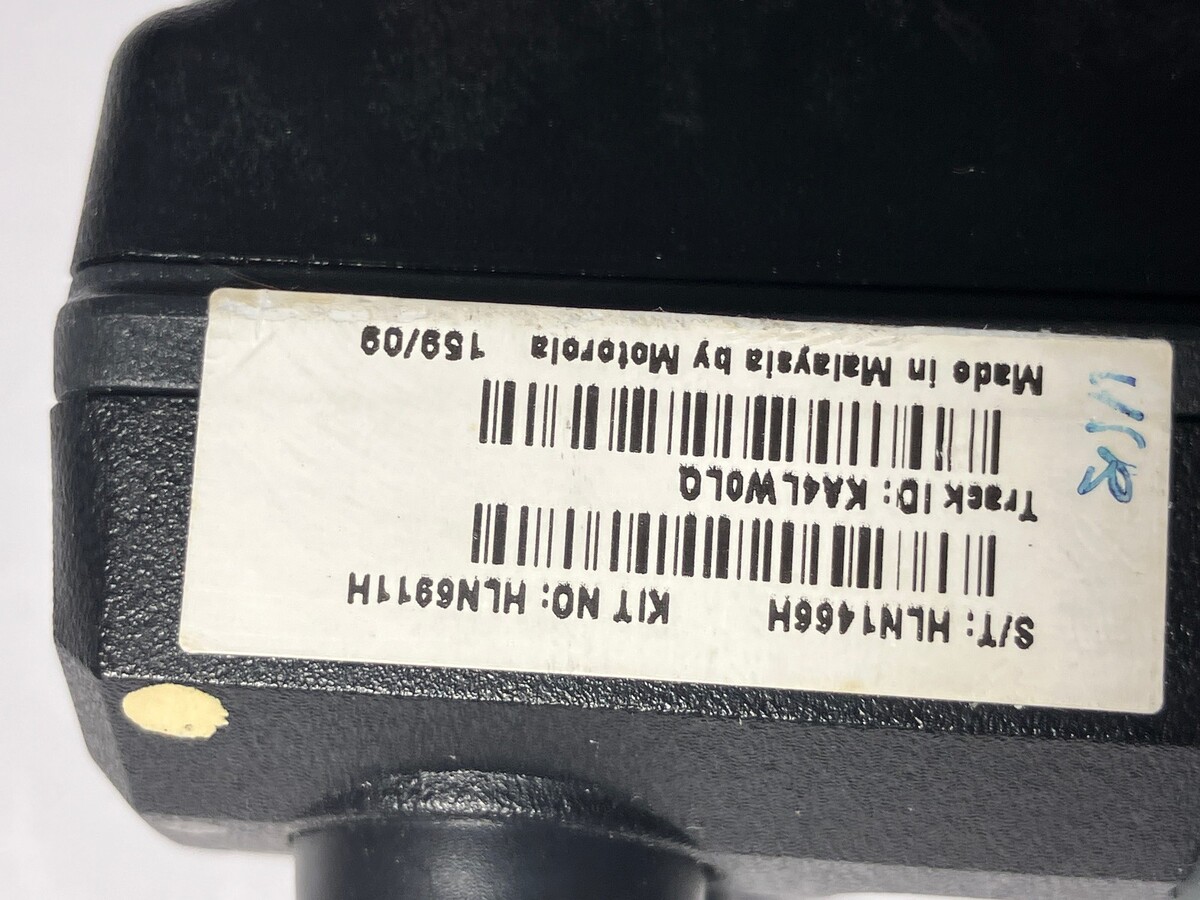 S/T: HLN1466H KIT NO: HLN6911H
Track ID: KA4LW0LQ
Made in Malaysia by Motorola 159/09